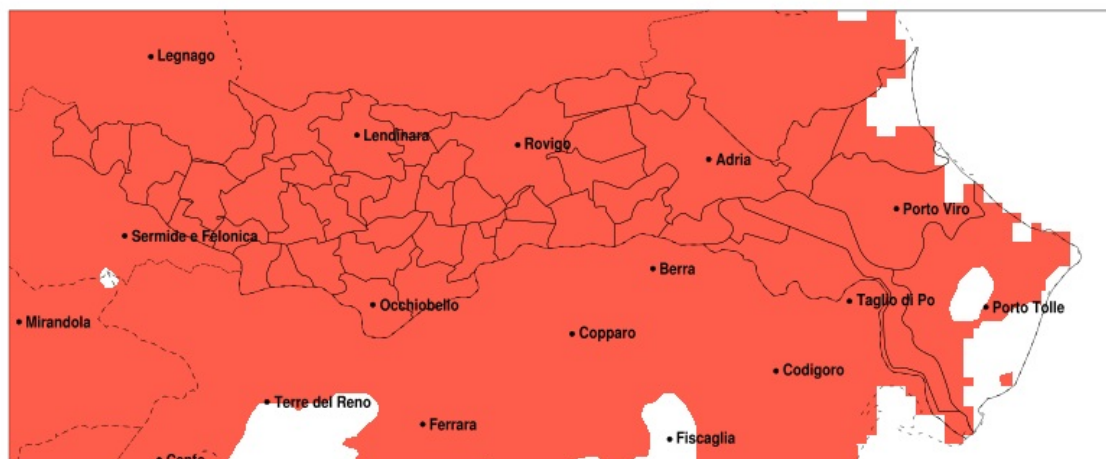 Legnago
Lendinara
Rovigo
Adria
Porto Viro
Sermide e Felonica
Berra
Taglio di Po
Occhiobello
Porto Tolle
Mirandola
Copparo
Codigoro
Terre del Reno
Ferrara
Fiscaglia